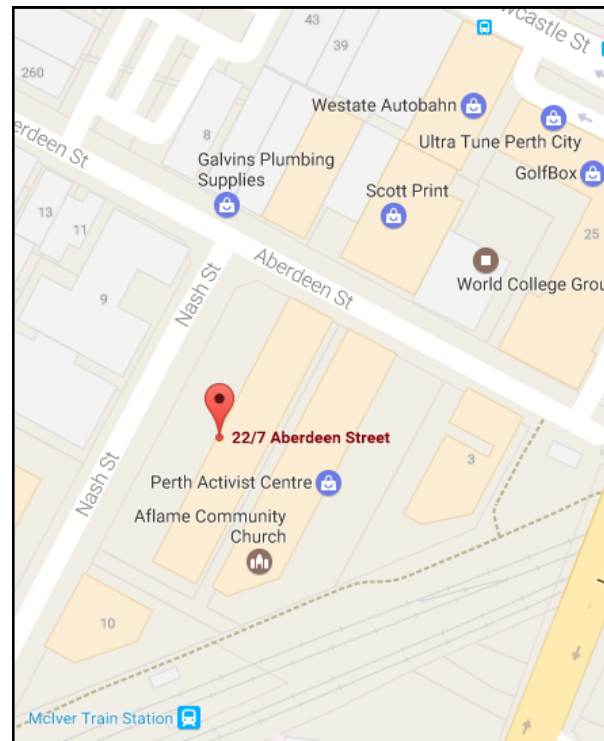 43
wcastle St
39
260
Westate Autobahn
Ultra Tune Perth City
erdeen St
8
Galvins Plumbing
Supplies
GolfBox
Scott Print
13
11
25
Aberdeen St
World College Grou
9
Nash St
22/7 Aberdeen Street
3
Perth Activist Centre
Nash St
Aflame Community
Church
10
McIver Train Station